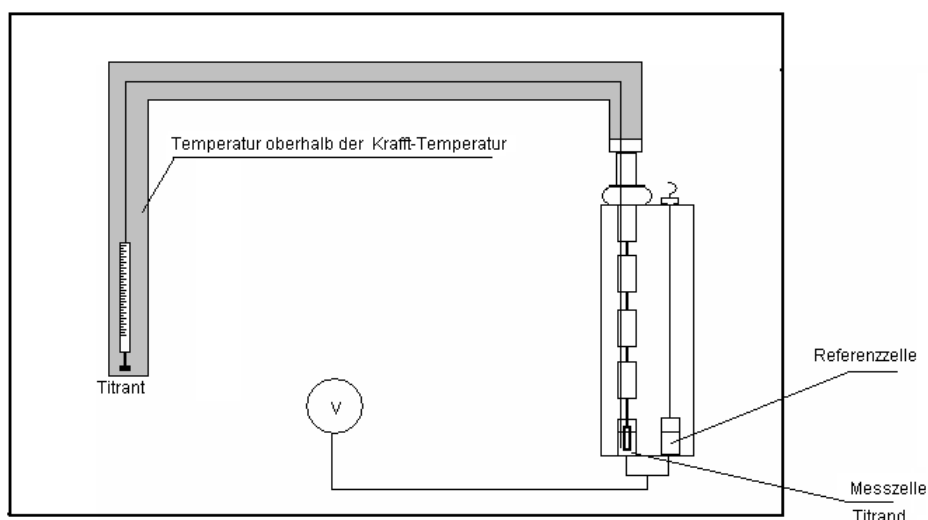 Temperatur oberhalb der Krafft-Temperatur
Titrant
V
Referenzzelle
Messzelle
Titrand